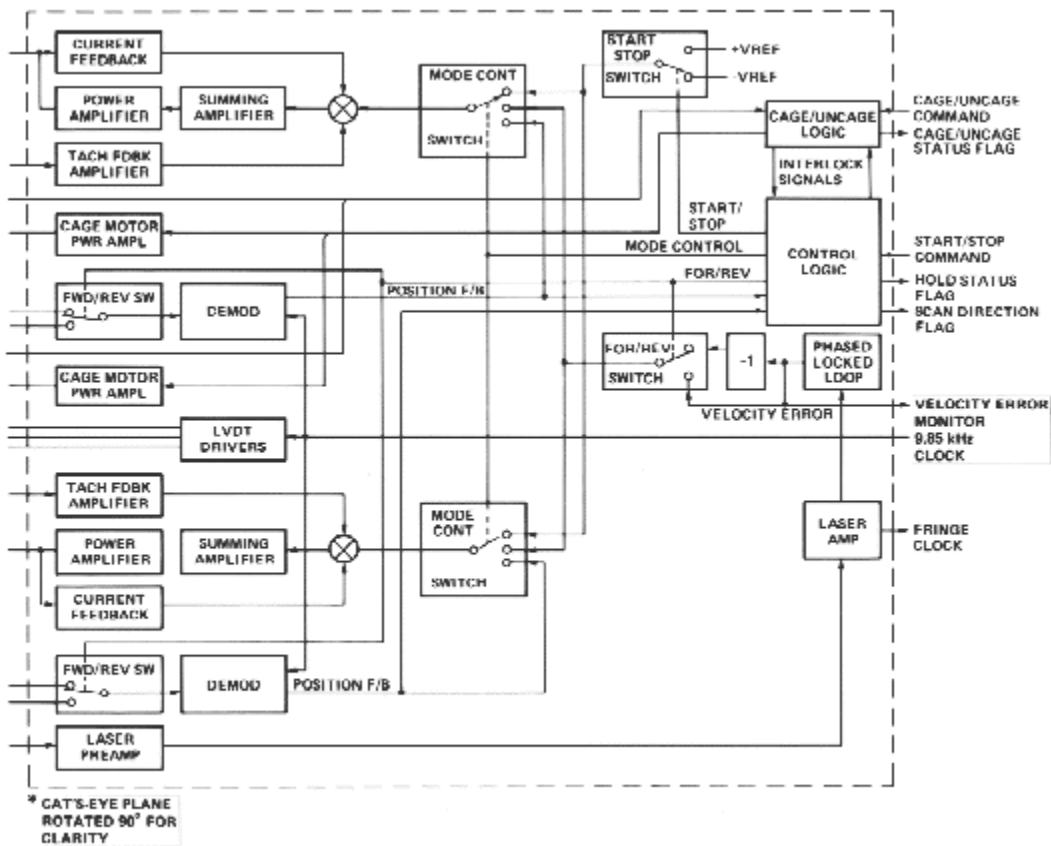 CURRENT
FEEDBACK
POWER
AMPLIFIER
SUMMING
AMPLIFIER
TACH FDBK
AMPLIFIER
MODE CONT
SWITCH
START
STOP
SWITCH
+VREF
-VREF
CAGE/UNCAGE
LOGIC
CAGE/UNCAGE
COMMAND
CAGE/UNCAGE
STATUS FLAG
INTERLOCK
SIGNALS
CAGE MOTOR
PWR AMPL
START/
STOP
MODE CONTROL
FOR/REV
CONTROL
LOGIC
START/STOP
COMMAND
HOLD STATUS
FLAG
SCAN DIRECTION
FLAG
FWD/REV SW
DEMOD
POSITION F/B
FOR/REV
SWITCH
-1
PHASED
LOCKED
LOOP
CAGE MOTOR
PWR AMPL
VELOCITY ERROR
VELOCITY ERROR
MONITOR
9.85 kHz
CLOCK
LVDT
DRIVERS
TACH FDBK
AMPLIFIER
POWER
AMPLIFIER
SUMMING
AMPLIFIER
MODE
CONT
SWITCH
LASER
AMP
FRINGE
CLOCK
CURRENT
FEEDBACK
FWD/REV SW
DEMOD
POSITION F/B
LASER
PREAMP
* CAT'S-EYE PLANE
ROTATED 90° FOR
CLARITY